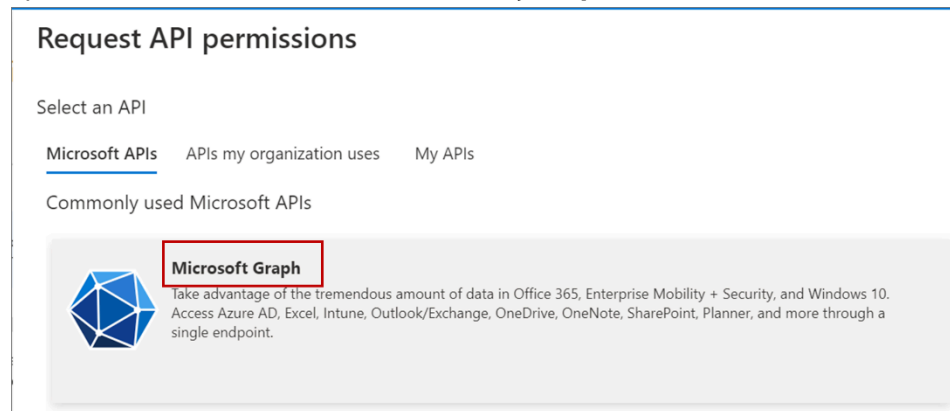 Request API permissions
Select an API
Microsoft APIs APIs my organization uses My APIs
Commonly used Microsoft APIs
Microsoft Graph
Take advantage of the tremendous amount of data in Office 365, Enterprise Mobility + Security, and Windows 10.
Access Azure AD, Excel, Intune, Outlook/Exchange, OneDrive, OneNote, SharePoint, Planner, and more through a
single endpoint.